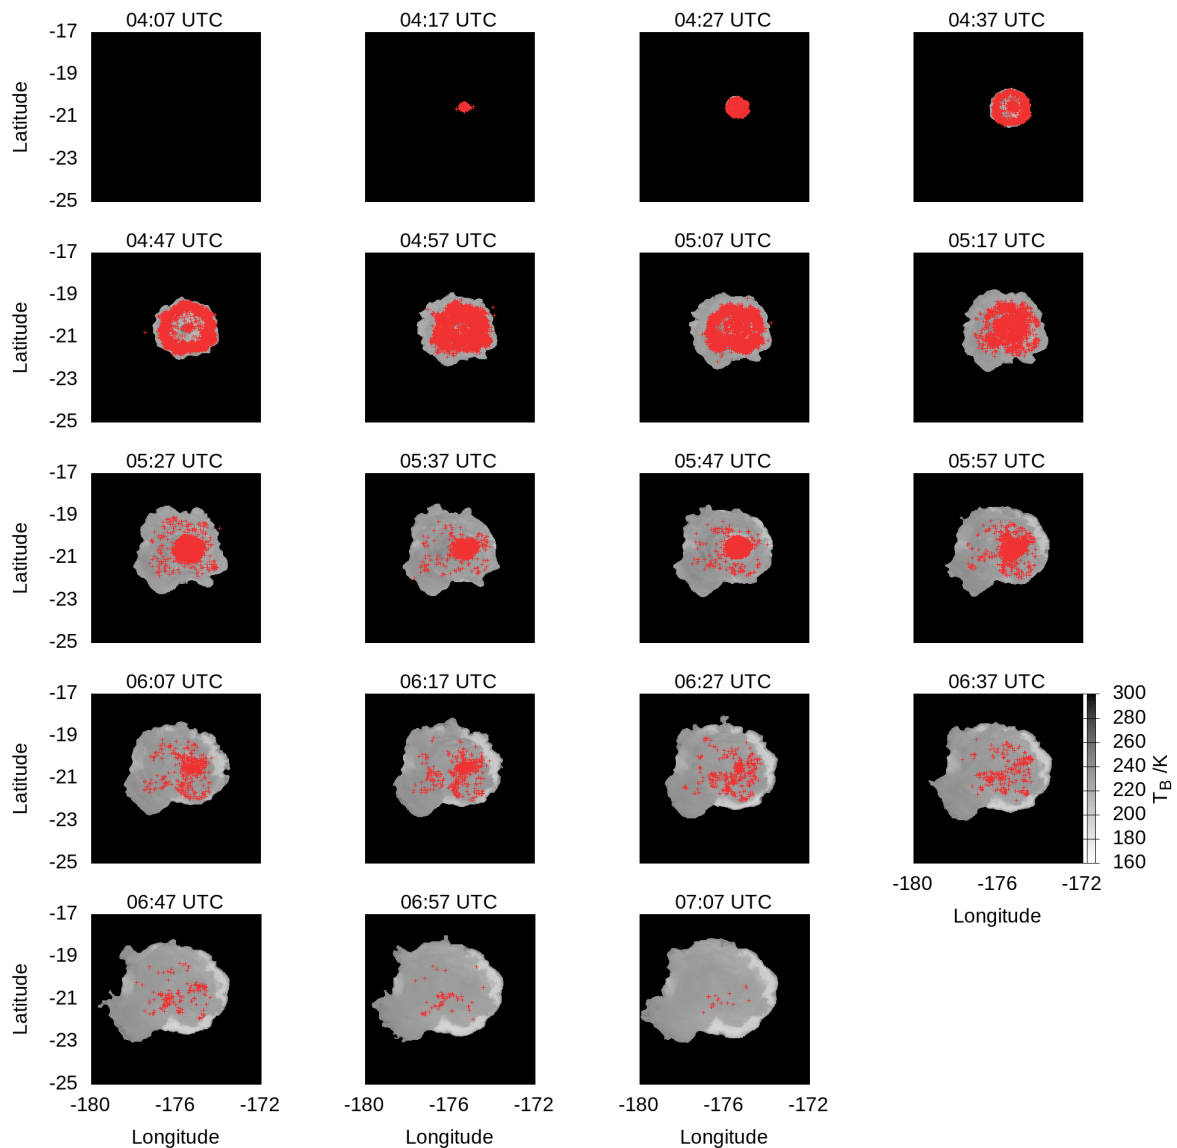 04:07 UTC 04:17 UTC 04:27 UTC 04:37 UTC
-17
-19
-21
-23
-25
Latitude
04:47 UTC 04:57 UTC 05:07 UTC 05:17 UTC
-17
-19
-21
-23
-25
Latitude
05:27 UTC 05:37 UTC 05:47 UTC 05:57 UTC
-17
-19
-21
-23
-25
Latitude
06:07 UTC 06:17 UTC 06:27 UTC 06:37 UTC
-17
-19
-21
-23
-25
Latitude
300
280
260
240
220
200
180
160
T_B /K
-180 -176 -172
Longitude
06:47 UTC 06:57 UTC 07:07 UTC
-17
-19
-21
-23
-25
Latitude
-180 -176 -172 -180 -176 -172 -180 -176 -172
Longitude Longitude Longitude